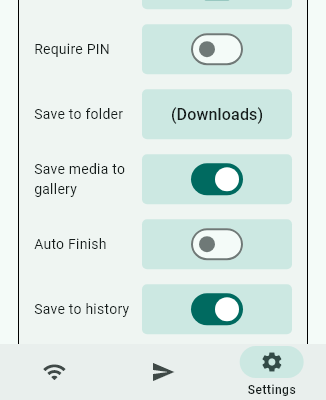 Require PIN
Save to folder
(Downloads)
Save media to
gallery
Auto Finish
Save to history
Settings